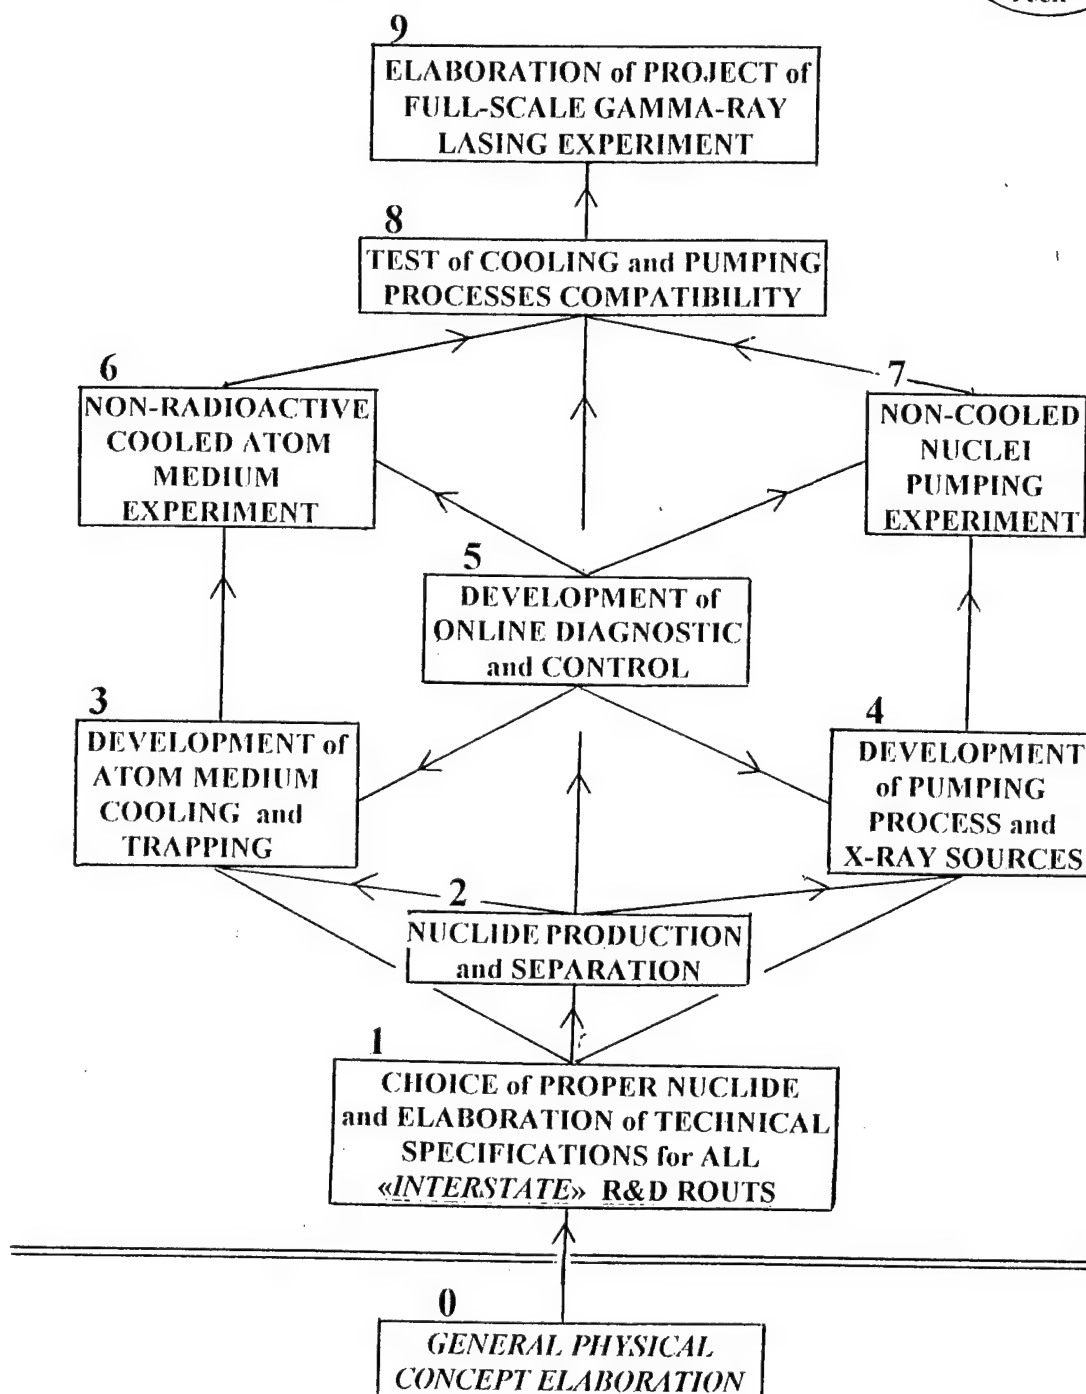 9
ELABORATION of PROJECT of
FULL-SCALE GAMMA-RAY
LASING EXPERIMENT
8
TEST of COOLING and PUMPING
PROCESSES COMPATIBILITY
6
NON-RADIOACTIVE
COOLED ATOM
MEDIUM
EXPERIMENT
7
NON-COOLED
NUCLEI
PUMPING
EXPERIMENT
5
DEVELOPMENT of
ONLINE DIAGNOSTIC
and CONTROL
3
DEVELOPMENT of
ATOM MEDIUM
COOLING and
TRAPPING
4
DEVELOPMENT
of PUMPING
PROCESS and
X-RAY SOURCES
2
NUCLIDE PRODUCTION
and SEPARATION
1
CHOICE of PROPER NUCLIDE
and ELABORATION of TECHNICAL
SPECIFICATIONS for ALL
«INTERSTATE» R&D ROUTS
0
GENERAL PHYSICAL
CONCEPT ELABORATION